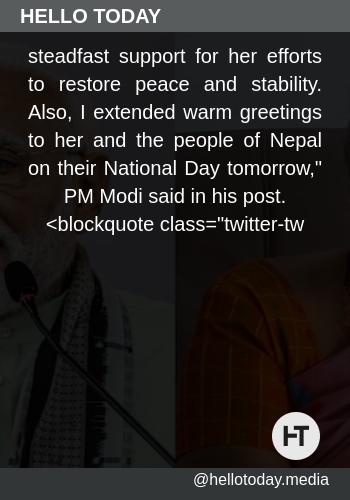 HELLO TODAY
steadfast support for her efforts
to restore peace and stability.
Also, I extended warm greetings
to her and the people of Nepal
on their National Day tomorrow,"
PM Modi said in his post.
<blockquote class="twitter-tw
HT
@hellotoday.media